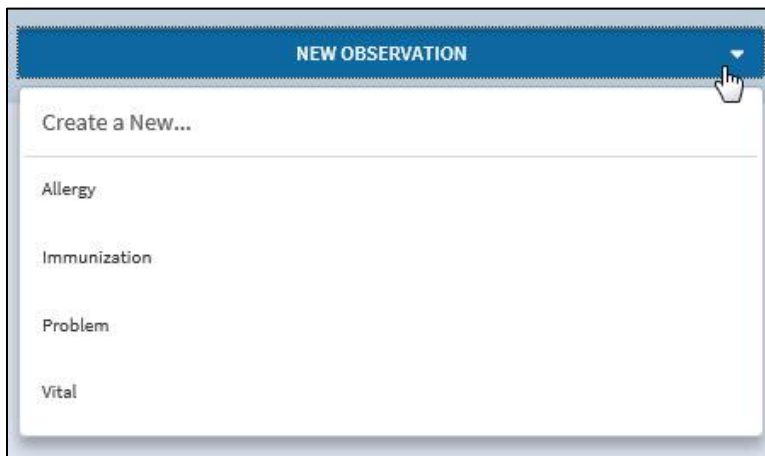 NEW OBSERVATION
Create a New...
Allergy
Immunization
Problem
Vital